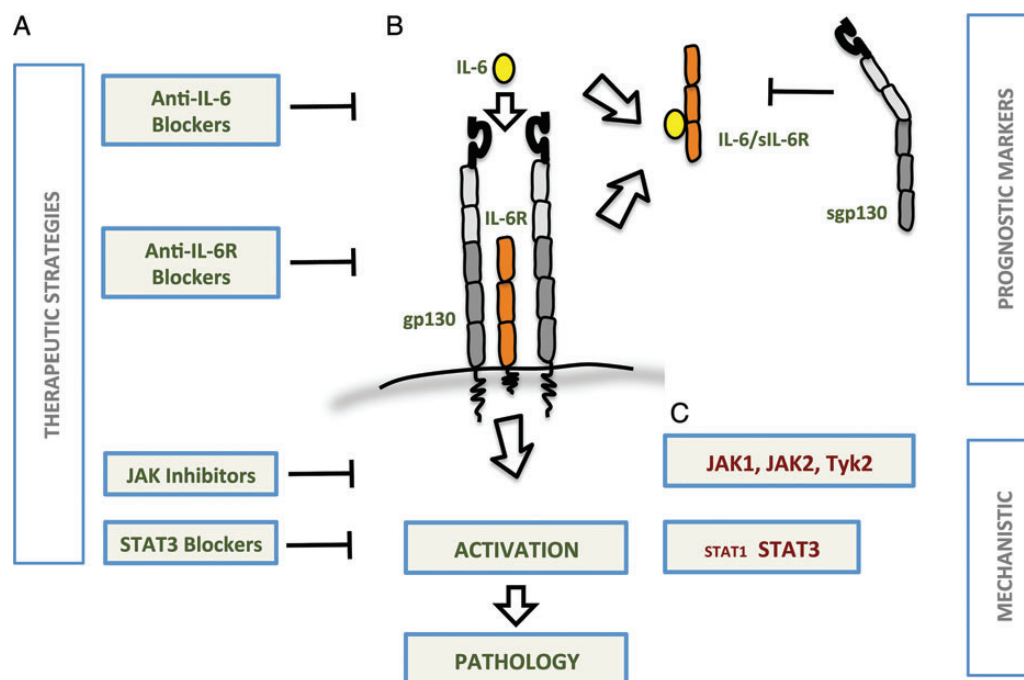 A
THERAPEUTIC STRATEGIES
Anti-IL-6
Blockers
Anti-IL-6R
Blockers
JAK Inhibitors
STAT3 Blockers
B
IL-6
IL-6R
gp130
IL-6/sIL-6R
sgp130
ACTIVATION
PATHOLOGY
C
JAK1, JAK2, Tyk2
STAT1 STAT3
PROGNOSTIC MARKERS
MECHANISTIC